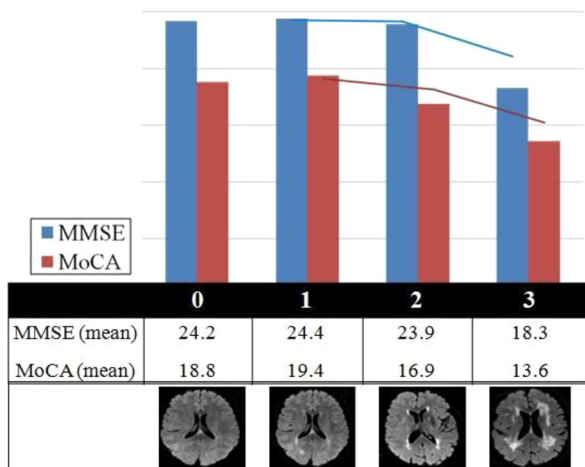 MMSE
MoCA
0 1 2 3
MMSE (mean) 24.2 24.4 23.9 18.3
MoCA (mean) 18.8 19.4 16.9 13.6